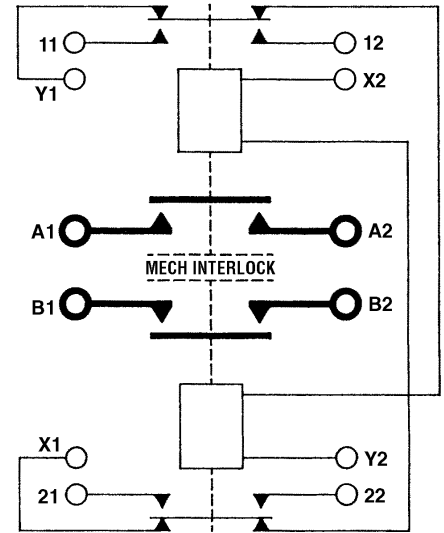 11 12
Y1 X2
A1 A2
MECH INTERLOCK
B1 B2
X1 Y2
21 22